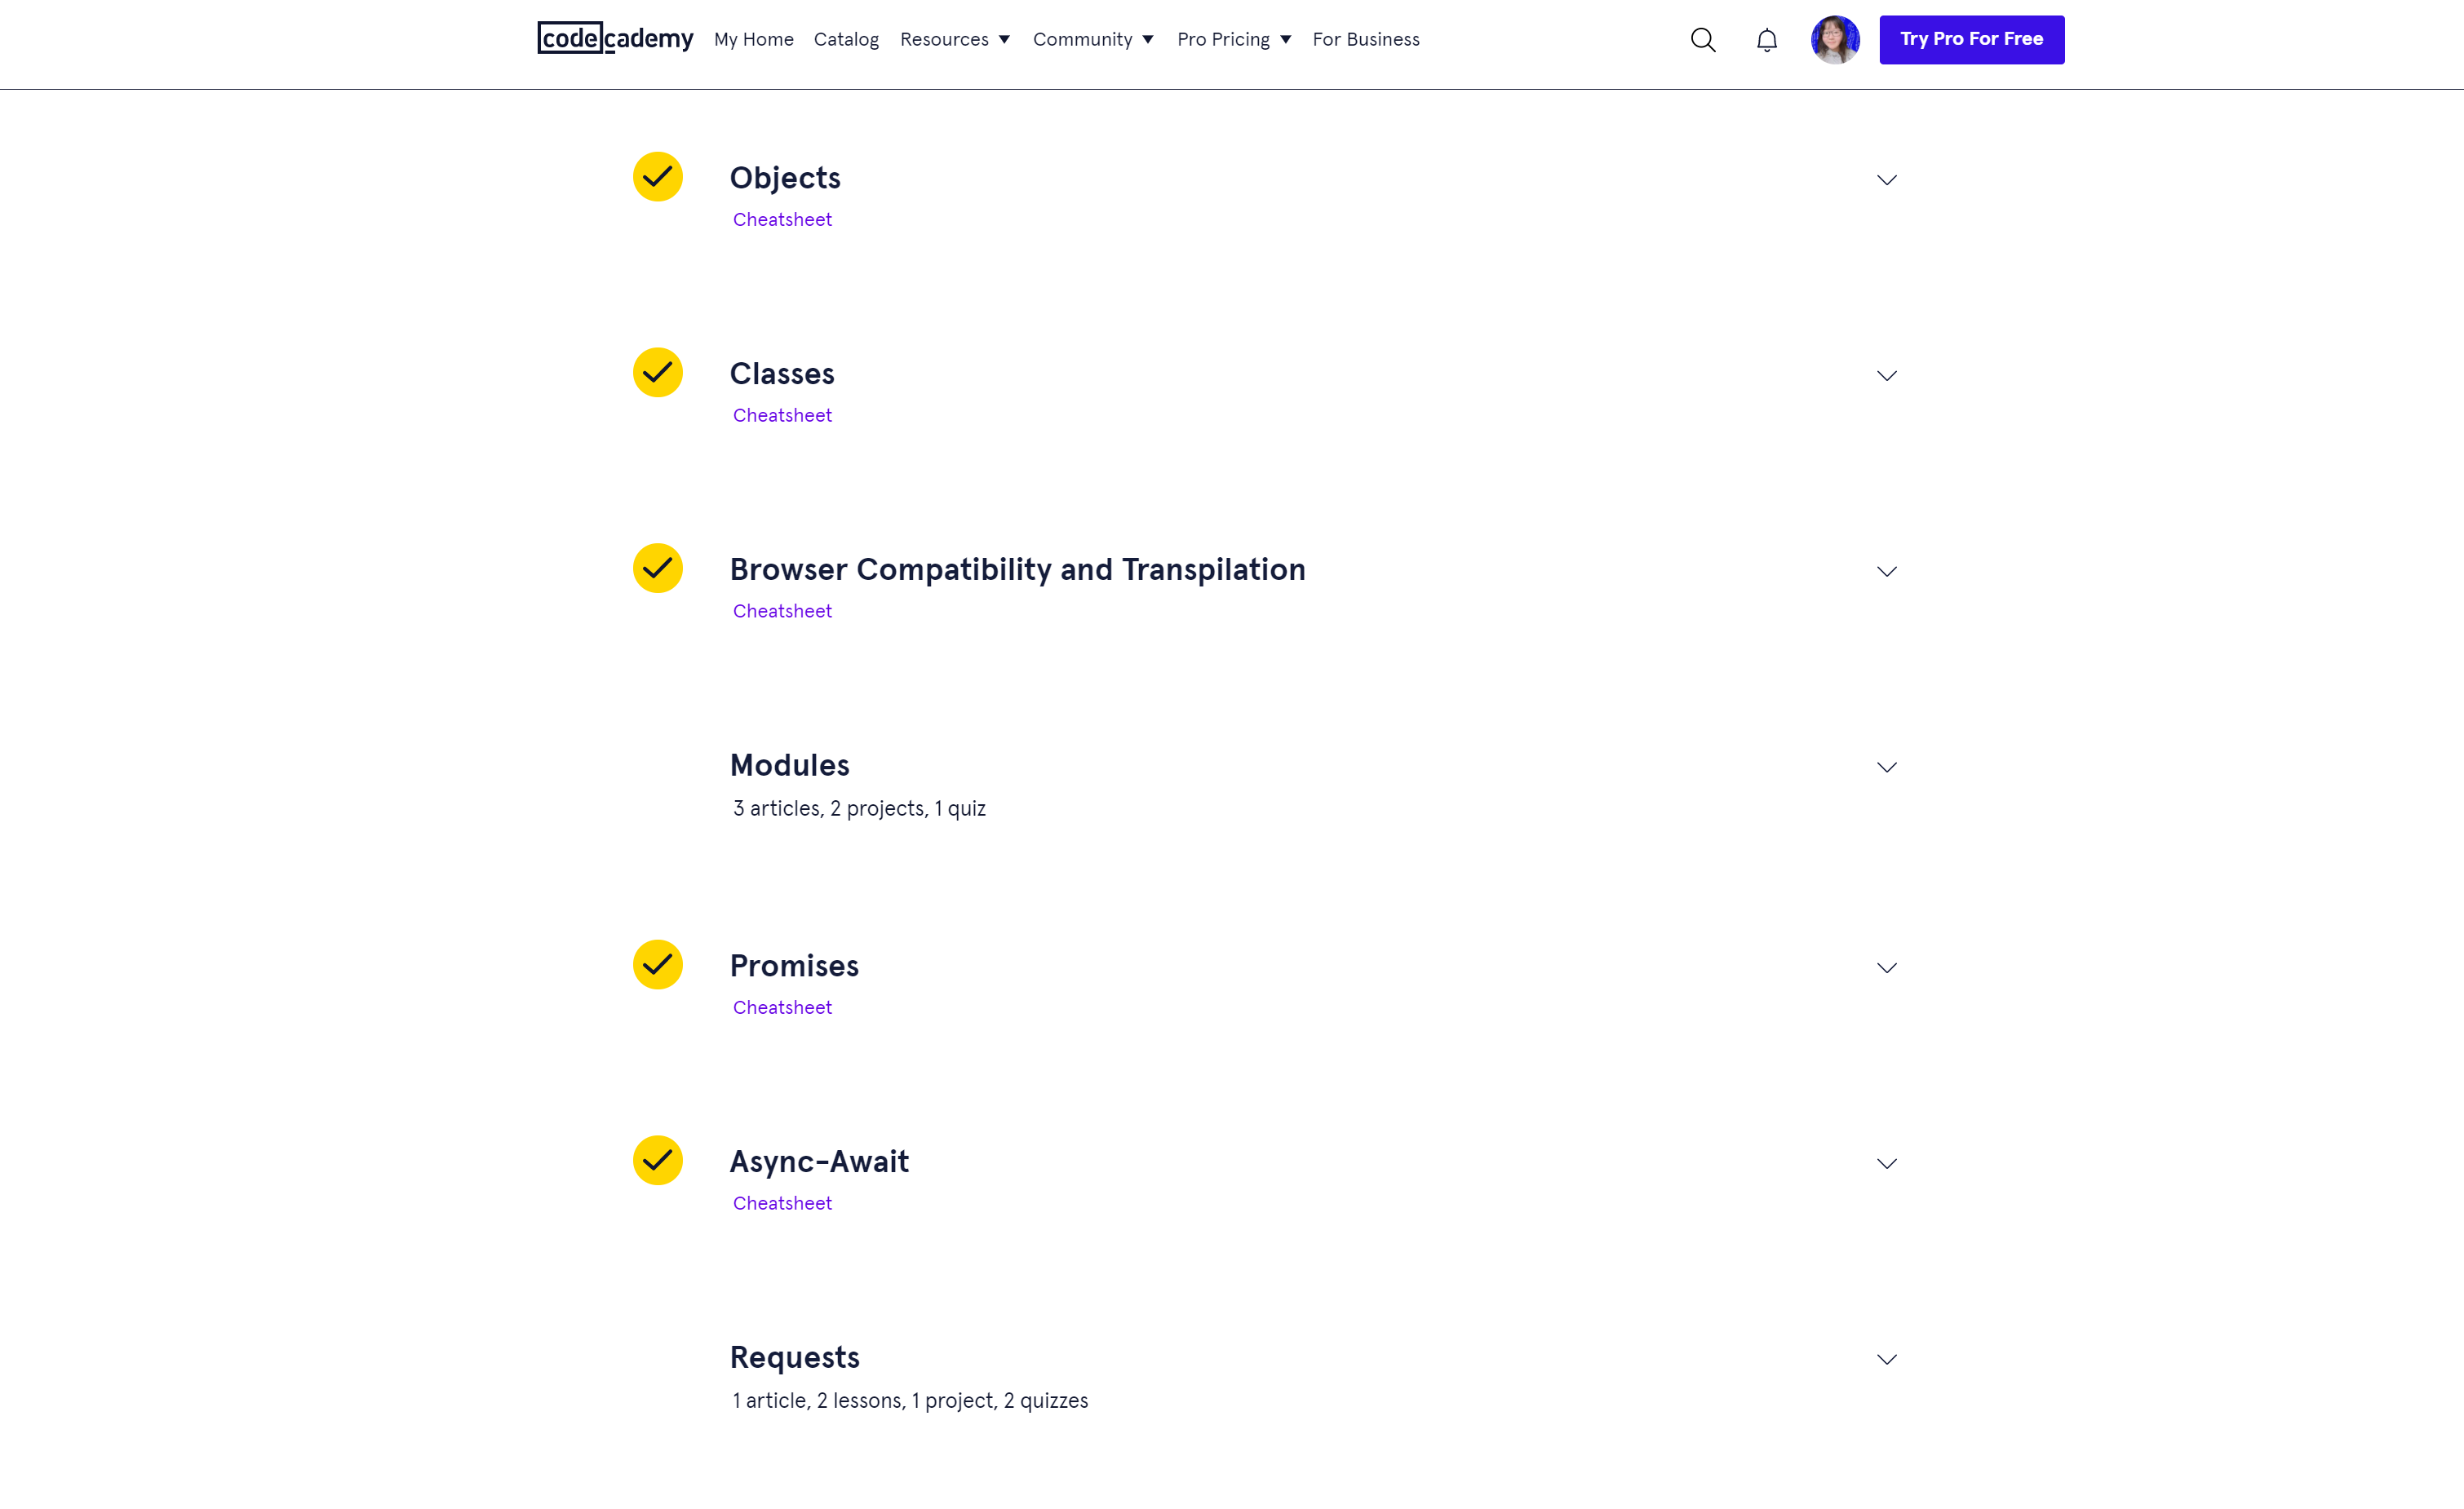 codecademy My Home Catalog Resources Community Pro Pricing For Business Try Pro For Free
Objects
Cheatsheet
Classes
Cheatsheet
Browser Compatibility and Transpilation
Cheatsheet
Modules
3 articles, 2 projects, 1 quiz
Promises
Cheatsheet
Async-Await
Cheatsheet
Requests
1 article, 2 lessons, 1 project, 2 quizzes